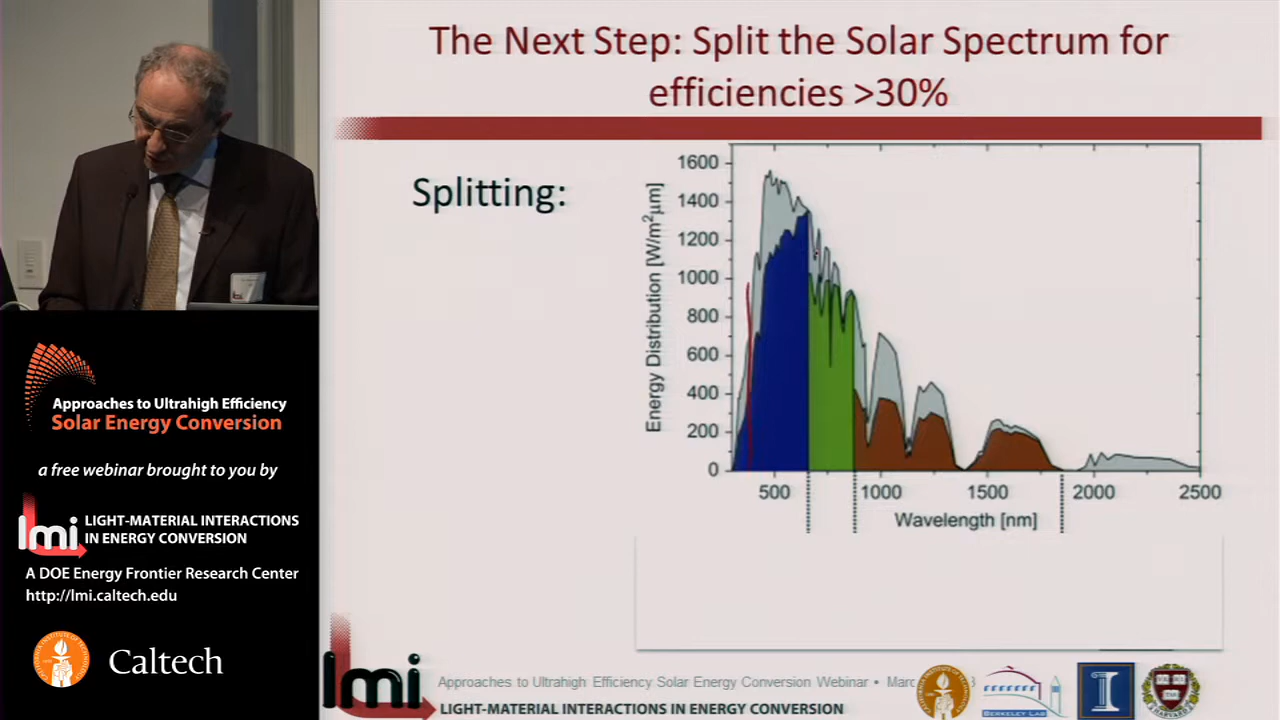 The Next Step: Split the Solar Spectrum for
efficiencies >30%
Splitting:
Energy Distribution [W/m²μm]
1600
1400
1200
1000
800
600
400
200
0
500
1000
1500
2000
2500
Wavelength [nm]
Approaches to Ultrahigh Efficiency
Solar Energy Conversion
a free webinar brought to you by
lmi
LIGHT-MATERIAL INTERACTIONS
IN ENERGY CONVERSION
A DOE Energy Frontier Research Center
http://lmi.caltech.edu
Caltech
lmi
Approaches to Ultrahigh Efficiency Solar Energy Conversion Webinar •
LIGHT-MATERIAL INTERACTIONS IN ENERGY CONVERSION
BERKELEY LAB
I
HARVARD